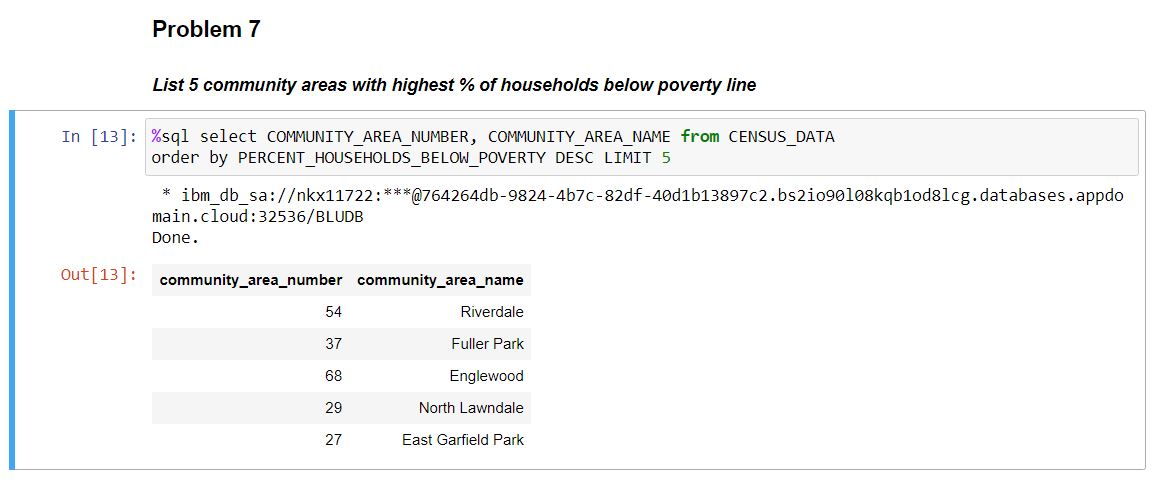 Problem 7
List 5 community areas with highest % of households below poverty line
In [13]: %sql select COMMUNITY_AREA_NUMBER, COMMUNITY_AREA_NAME from CENSUS_DATA
order by PERCENT_HOUSEHOLDS_BELOW_POVERTY DESC LIMIT 5
* ibm_db_sa://nkx11722:***@764264db-9824-4b7c-82df-40d1b13897c2.bs2io90l08kqb1od8lcg.databases.appdo
main.cloud:32536/BLUDB
Done.
Out[13]: community_area_number community_area_name
54 Riverdale
37 Fuller Park
68 Englewood
29 North Lawndale
27 East Garfield Park